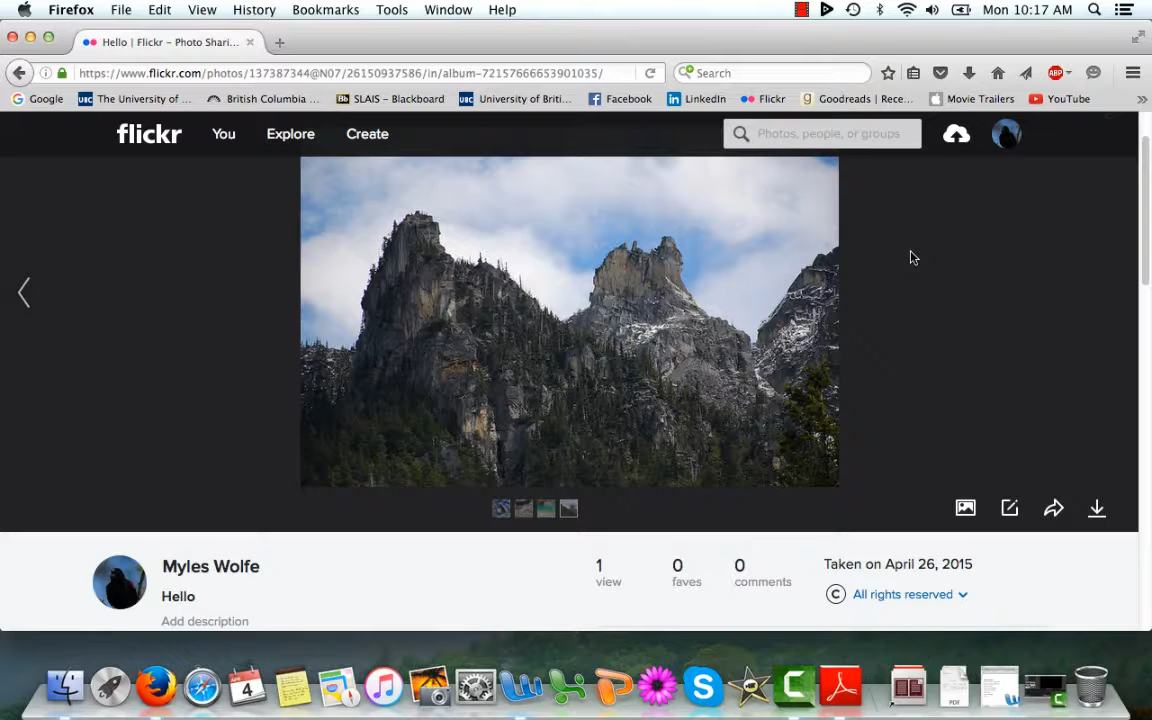 Firefox File Edit View History Bookmarks Tools Window Help Mon 10:17 AM
Hello | Flickr – Photo Shari...
https://www.flickr.com/photos/137387344@N07/26150937586/in/album-72157666653901035/ Search ABP
Google The University of ... British Columbia ... SLAIS – Blackboard University of Briti... Facebook LinkedIn Flickr Goodreads | Rece... Movie Trailers YouTube
flickr You Explore Create Photos, people, or groups
Myles Wolfe
Hello
Add description
1 view
0 faves
0 comments
Taken on April 26, 2015
All rights reserved